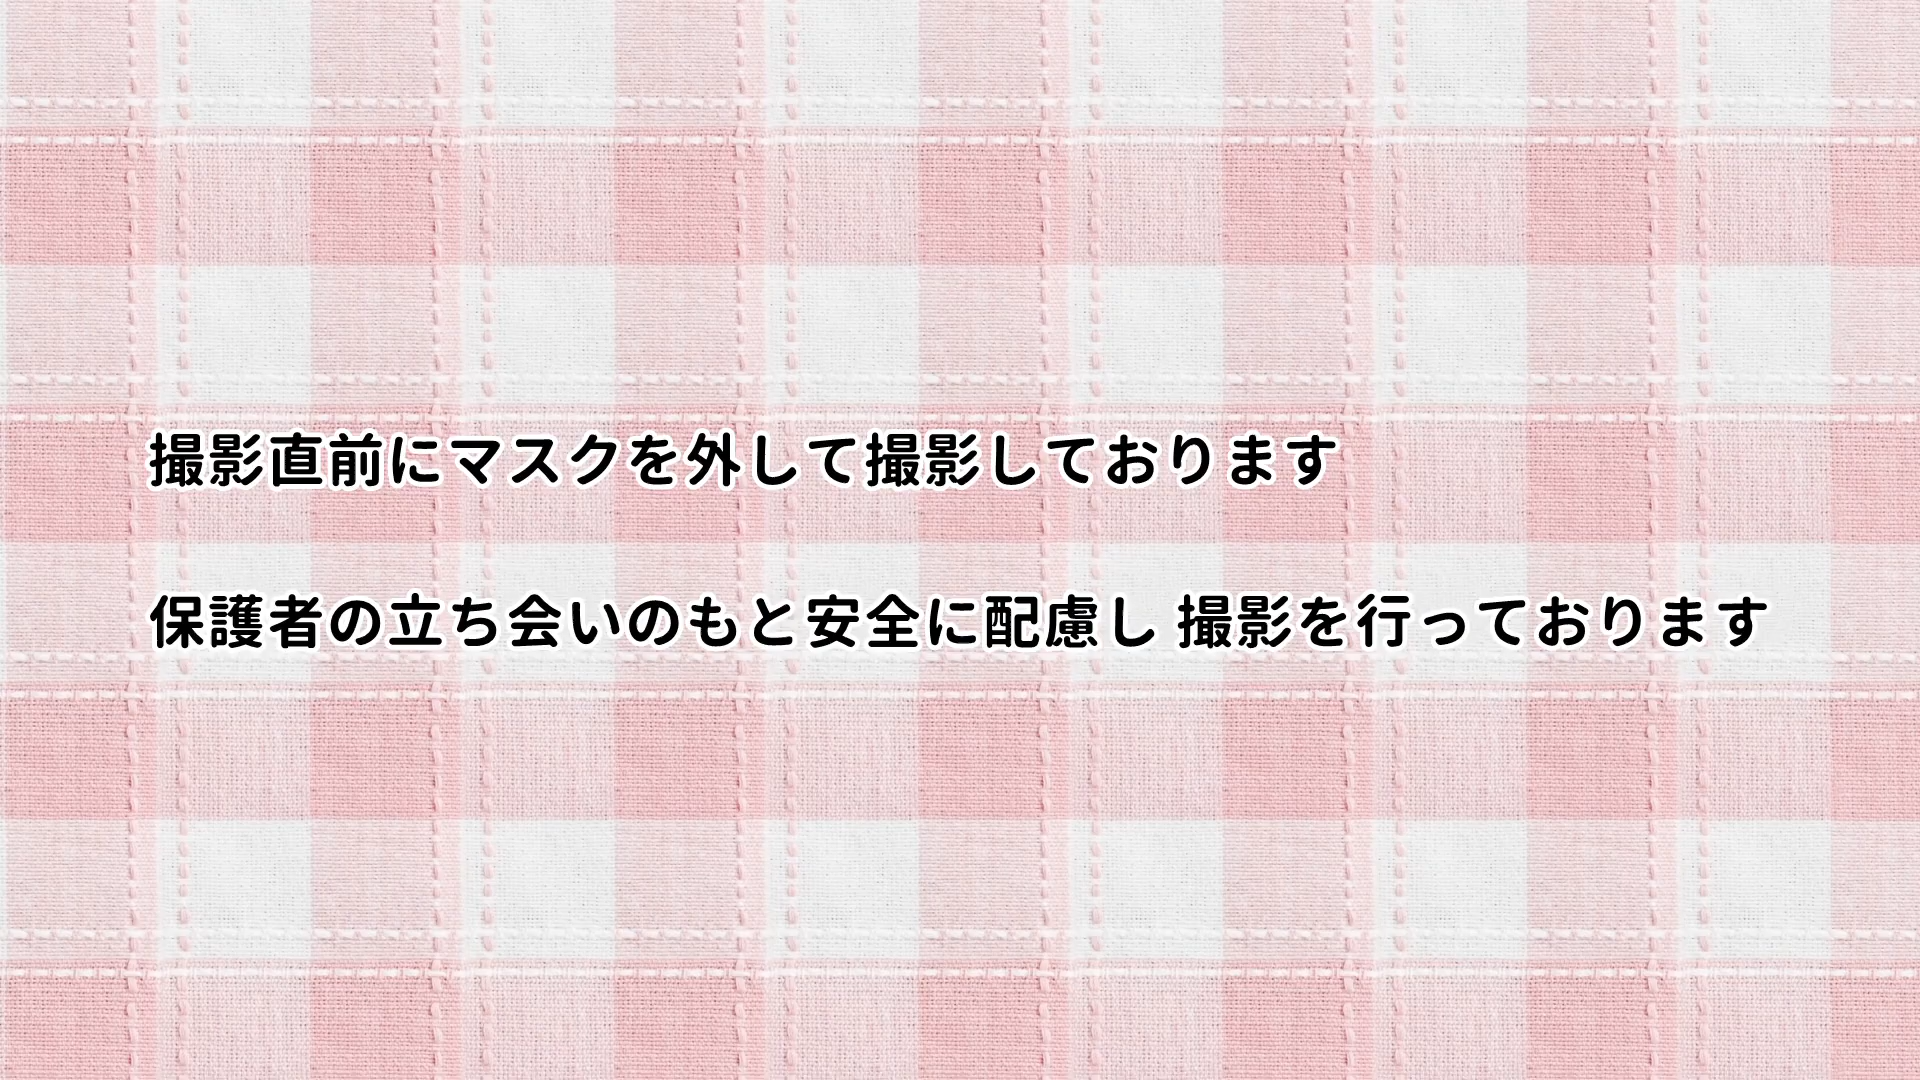 撮影直前にマスクを外して撮影しております
保護者の立ち会いのもと安全に配慮し 撮影を行っております